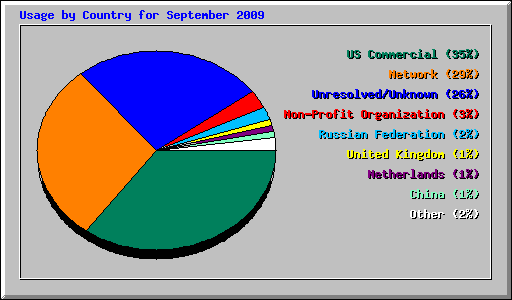 Usage by Country for September 2009
US Commercial (35%)
Network (29%)
Unresolved/Unknown (26%)
Non-Profit Organization (3%)
Russian Federation (2%)
United Kingdom (1%)
Netherlands (1%)
China (1%)
Other (2%)